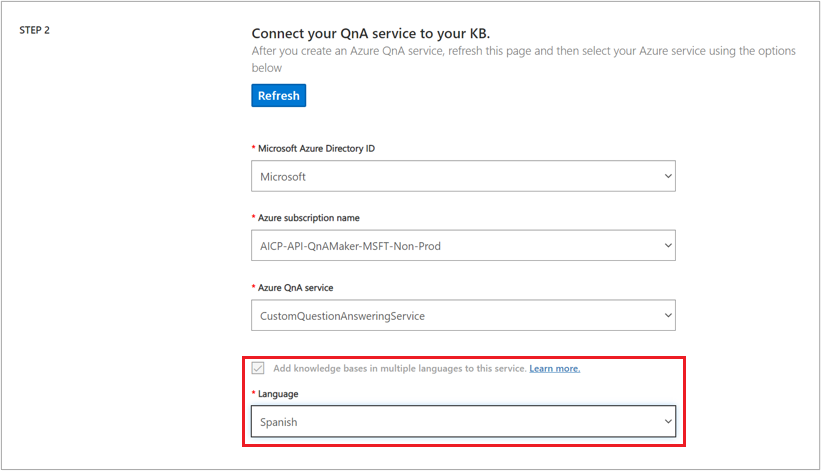 STEP 2
Connect your QnA service to your KB.
After you create an Azure QnA service, refresh this page and then select your Azure service using the options
below
Refresh
* Microsoft Azure Directory ID
Microsoft
* Azure subscription name
AICP-API-QnAMaker-MSFT-Non-Prod
* Azure QnA service
CustomQuestionAnsweringService
Add knowledge bases in multiple languages to this service. Learn more.
* Language
Spanish